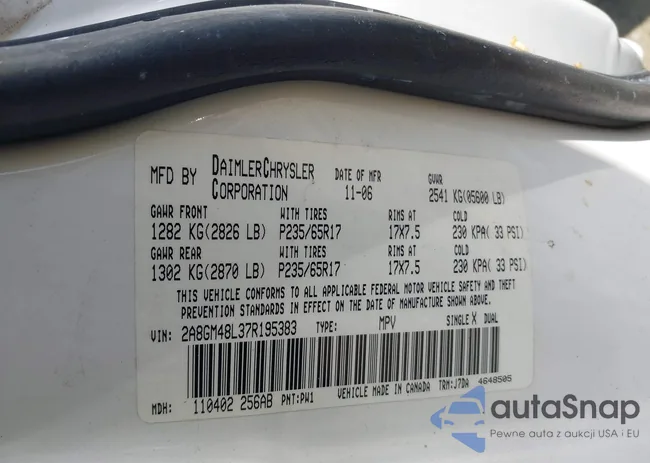 MFD BY DAIMLERCHRYSLER CORPORATION DATE OF MFR 11-06 GVWR 2541 KG(05600 LB)
GAWR FRONT WITH TIRES RIMS AT COLD
1282 KG(2826 LB) P235/65R17 17X7.5 230 KPA( 33 PSI)
GAWR REAR WITH TIRES RIMS AT COLD
1302 KG(2870 LB) P235/65R17 17X7.5 230 KPA( 33 PSI)
THIS VEHICLE CONFORMS TO ALL APPLICABLE FEDERAL MOTOR VEHICLE SAFETY AND THEFT
PREVENTION STANDARDS IN EFFECT ON THE DATE OF MANUFACTURE SHOWN ABOVE.
VIN: 2A8GM48L37R195383 TYPE: MPV SINGLE X DUAL
MDH: 110402 256AB PNT:PW1 VEHICLE MADE IN CANADA TRM:J7DA 4648505
autaSnap
Pewne auta z aukcji USA i EU